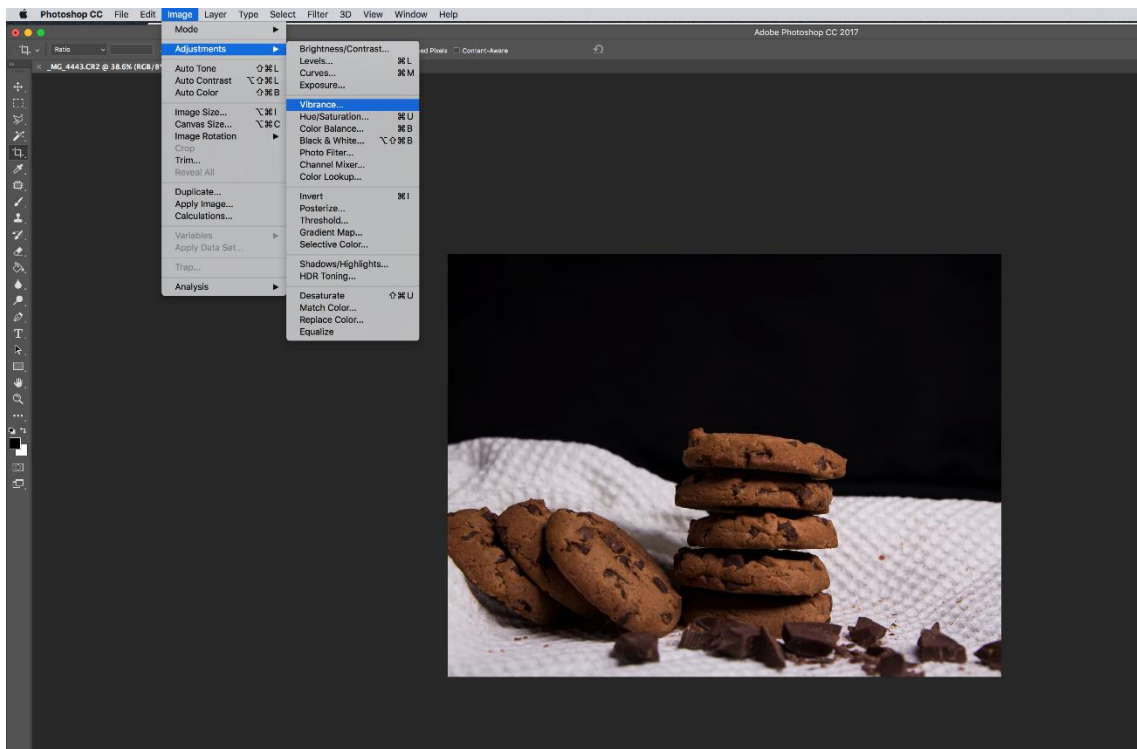 Photoshop CC File Edit Image Layer Type Select Filter 3D View Window Help
Adobe Photoshop CC 2017
Ratio
ed Pixels Content-Aware
× _MG_4443.CR2 @ 38.6% (RGB/8*
Mode
Adjustments
Auto Tone ⇧⌘L
Auto Contrast ⌥⇧⌘L
Auto Color ⇧⌘B
Image Size... ⌥⌘I
Canvas Size... ⌥⌘C
Image Rotation
Crop
Trim...
Reveal All
Duplicate...
Apply Image...
Calculations...
Variables
Apply Data Set...
Trap...
Analysis
Brightness/Contrast...
Levels... ⌘L
Curves... ⌘M
Exposure...
Vibrance...
Hue/Saturation... ⌘U
Color Balance... ⌘B
Black & White... ⌥⇧⌘B
Photo Filter...
Channel Mixer...
Color Lookup...
Invert ⌘I
Posterize...
Threshold...
Gradient Map...
Selective Color...
Shadows/Highlights...
HDR Toning...
Desaturate ⇧⌘U
Match Color...
Replace Color...
Equalize